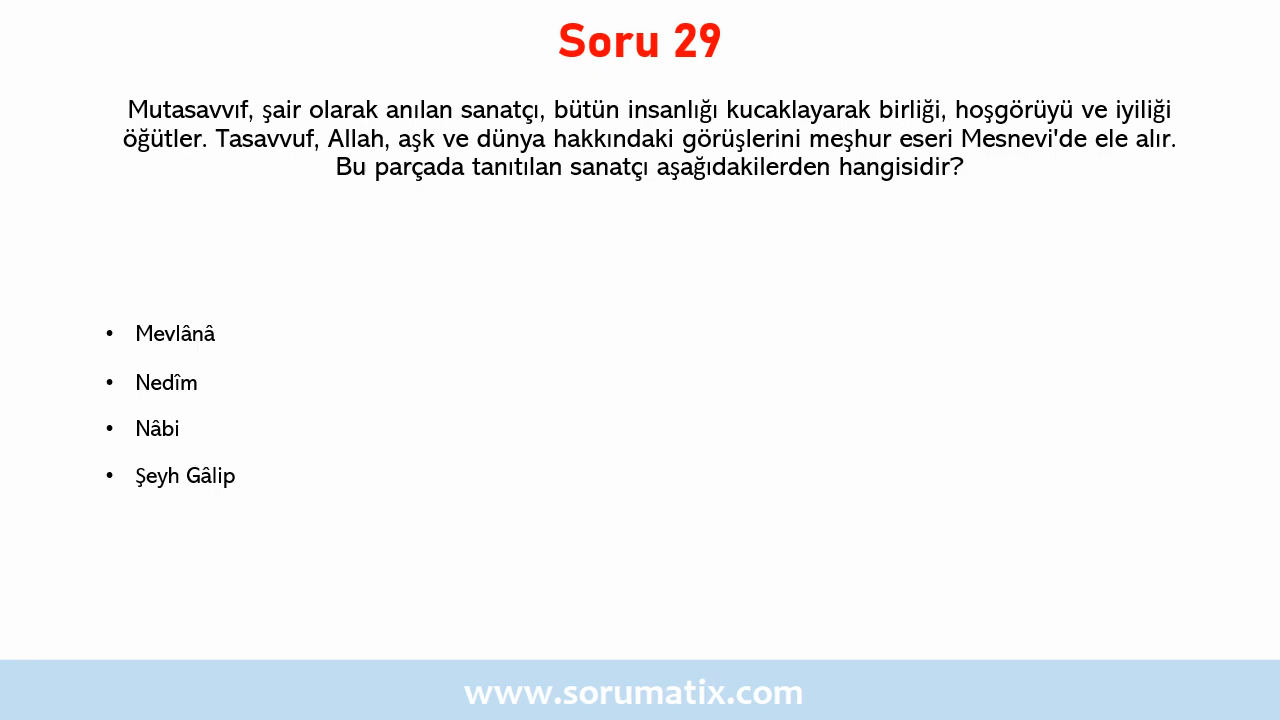 Soru 29
Mutasavvıf, şair olarak anılan sanatçı, bütün insanlığı kucaklayarak birliği, hoşgörüyü ve iyiliği
öğütler. Tasavvuf, Allah, aşk ve dünya hakkındaki görüşlerini meşhur eseri Mesnevi'de ele alır.
Bu parçada tanıtılan sanatçı aşağıdakilerden hangisidir?
• Mevlânâ
• Nedîm
• Nâbi
• Şeyh Gâlip
www.sorumatix.com